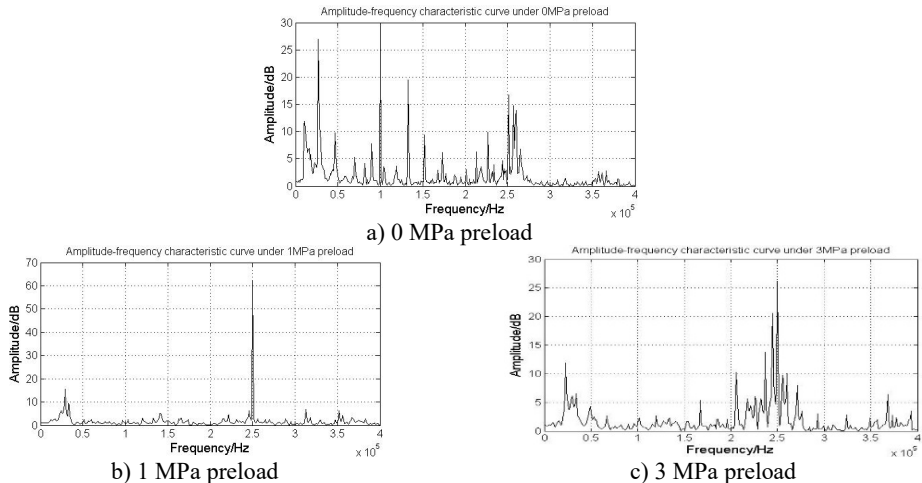 Amplitude-frequency characteristic curve under 0MPa preload
30
25
20
15
10
5
0
Amplitude/dB
0 0.5 1 1.5 2 2.5 3 3.5 4
Frequency/Hz
x 10^5
a) 0 MPa preload
Amplitude-frequency characteristic curve under 1MPa preload
70
60
50
40
30
20
10
0
Amplitude/dB
0 0.5 1 1.5 2 2.5 3 3.5 4
Frequency/Hz
x 10^5
b) 1 MPa preload
Amplitude-frequency characteristic curve under 3MPa preload
30
25
20
15
10
5
0
Amplitude/dB
0 0.5 1 1.5 2 2.5 3 3.5 4
Frequency/Hz
x 10^5
c) 3 MPa preload